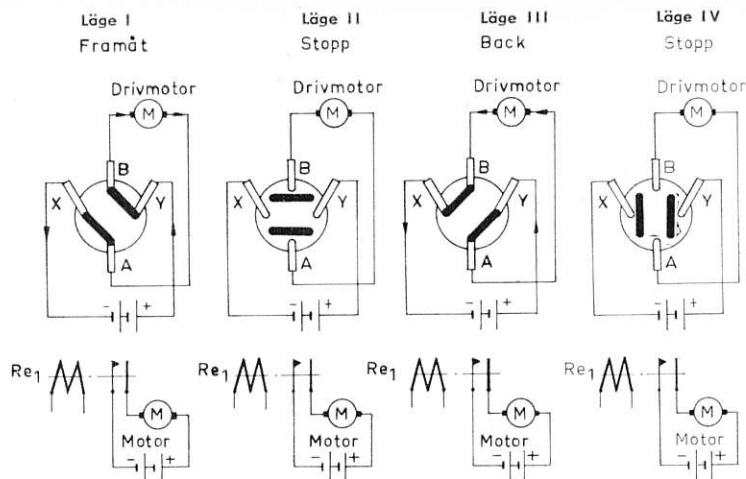 Läge I Läge II Läge III Läge IV
Framåt Stopp Back Stopp
Drivmotor Drivmotor Drivmotor Drivmotor
M M M M
B B B B
X Y X Y X Y X Y
A A A A
- + - + - + - +
Re1 Re1 Re1 Re1
M M M M
Motor Motor Motor Motor
- + - + - + - +